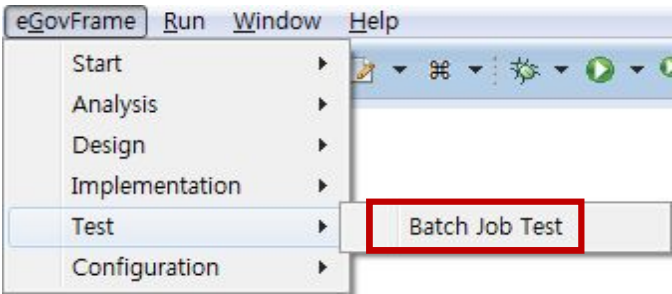 eGovFrame Run Window Help
Start
Analysis
Design
Implementation
Test
Batch Job Test
Configuration